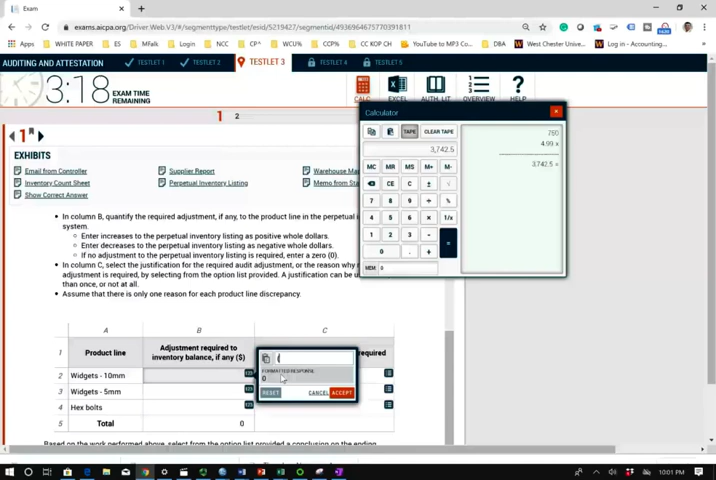 Exam
exams.aicpa.org/Driver.Web.V3/#/segmenttype/testlet/esid/5219427/segmentid/4936964675770391811
Apps WHITE PAPER ES MFalk Login NCC CP^ WCU% CCP% CC KOP CH YouTube to MP3 Co... DBA West Chester Unive... Log in - Accounting...
AUDITING AND ATTESTATION TESTLET 1 TESTLET 2 TESTLET 3 TESTLET 4 TESTLET 5
3:18 EXAM TIME REMAINING
CALC EXCEL AUTH. LIT OVERVIEW HELP
1 2
1
EXHIBITS
Email from Controller Supplier Report Warehouse Map
Inventory Count Sheet Perpetual Inventory Listing Memo from Sta
Show Correct Answer
In column B, quantify the required adjustment, if any, to the product line in the perpetual i
system.
Enter increases to the perpetual inventory listing as positive whole dollars.
Enter decreases to the perpetual inventory listing as negative whole dollars.
If no adjustment to the perpetual inventory listing is required, enter a zero (0).
In column C, select the justification for the required audit adjustment, or the reason why
adjustment is required, by selecting from the option list provided. A justification can be u
than once, or not at all.
Assume that there is only one reason for each product line discrepancy.
A B C
1 Product line Adjustment required to inventory balance, if any ($) required
2 Widgets - 10mm
3 Widgets - 5mm
4 Hex bolts
5 Total 0
Based on the work performed above, select from the option list provided a conclusion on the ending
Calculator
TAPE CLEAR TAPE
3,742.5
MC MR MS M+ M-
CE C ± √
7 8 9 ÷ %
4 5 6 × 1/x
1 2 3 - =
0 . +
MEM 0
750
4.99 x
3,742.5 =
(
FORMATTED RESPONSE
0
RESET CANCEL ACCEPT
10:01 PM